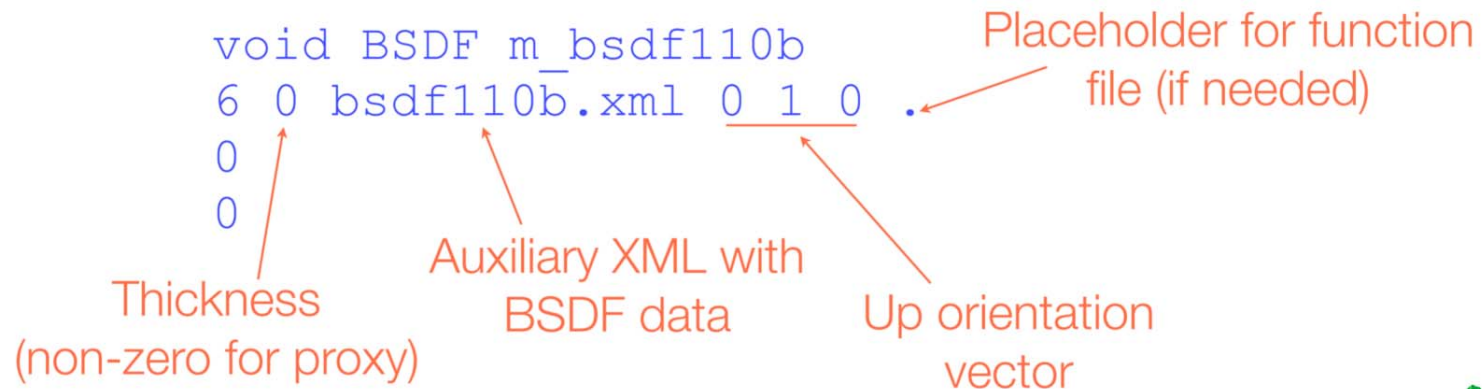 void BSDF m_bsdf110b
6 0 bsdf110b.xml 0 1 0 .
0
0
Placeholder for function
file (if needed)
Thickness
(non-zero for proxy)
Auxiliary XML with
BSDF data
Up orientation
vector